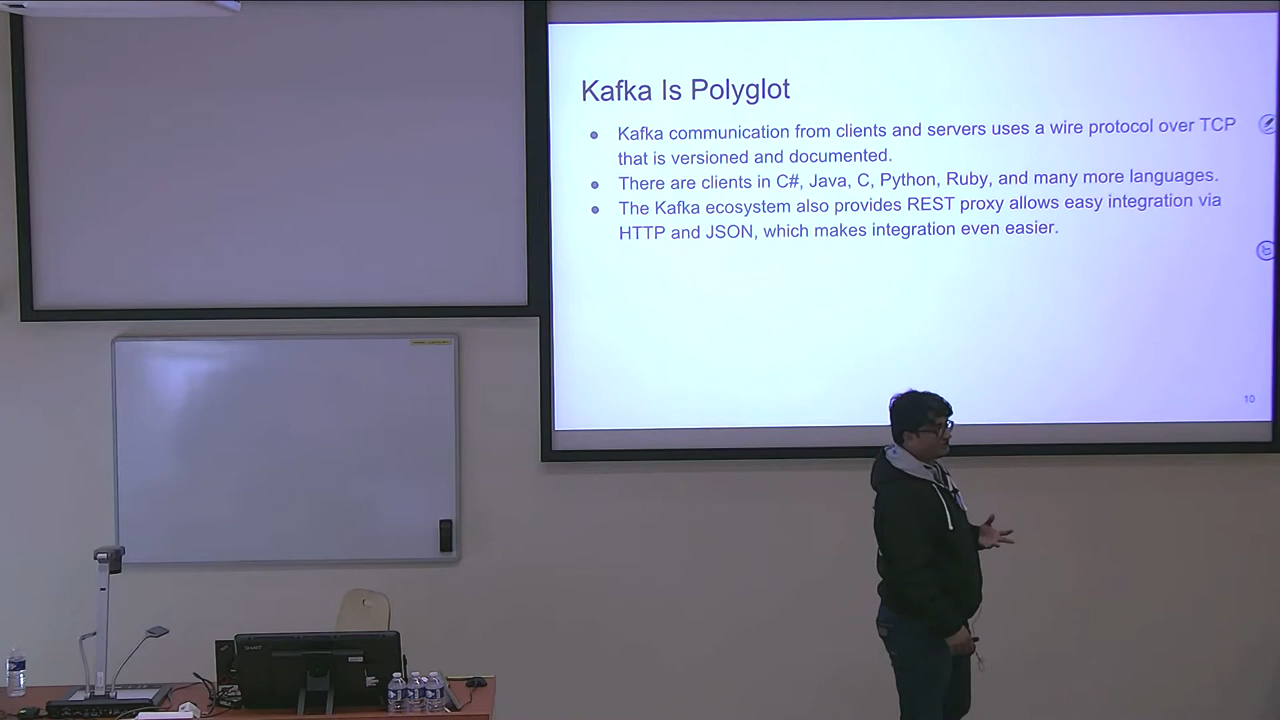 Kafka Is Polyglot
Kafka communication from clients and servers uses a wire protocol over TCP
that is versioned and documented.
There are clients in C#, Java, C, Python, Ruby, and many more languages.
The Kafka ecosystem also provides REST proxy allows easy integration via
HTTP and JSON, which makes integration even easier.
10